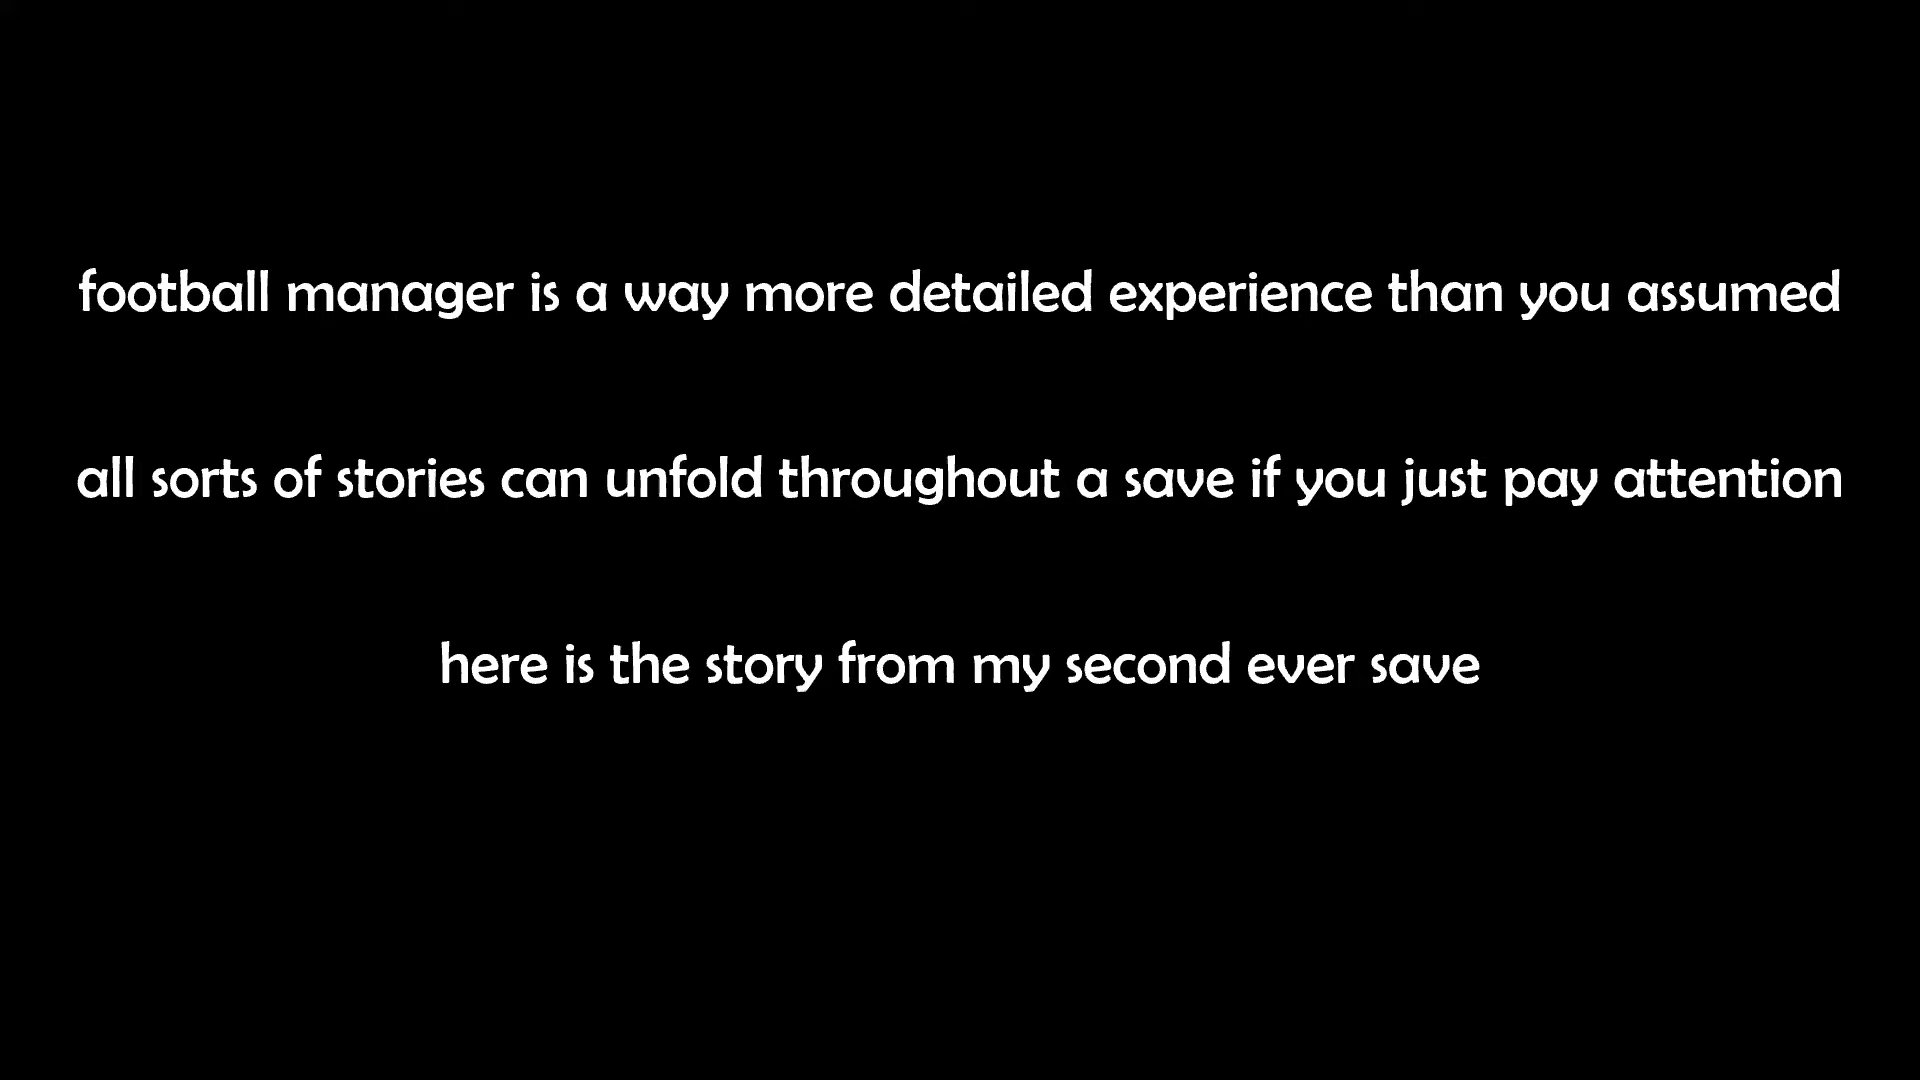 football manager is a way more detailed experience than you assumed
all sorts of stories can unfold throughout a save if you just pay attention
here is the story from my second ever save